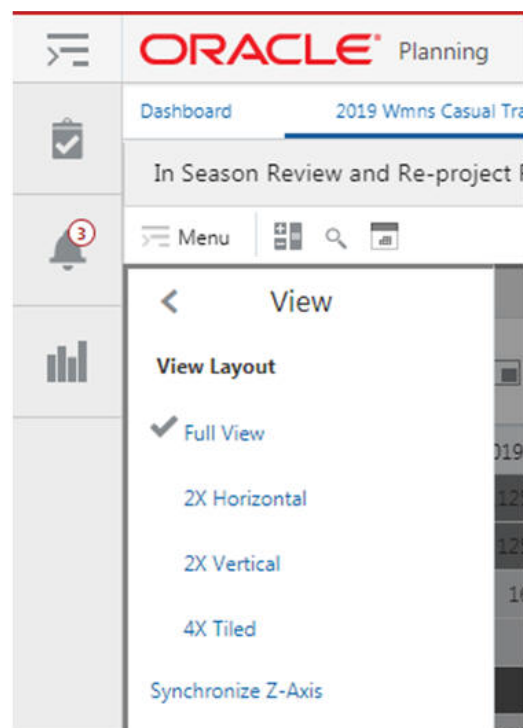 ORACLE® Planning
Dashboard 2019 Wmns Casual
In Season Review and Re-project
3
Menu
View
View Layout
Full View
2X Horizontal
2X Vertical
4X Tiled
Synchronize Z-Axis